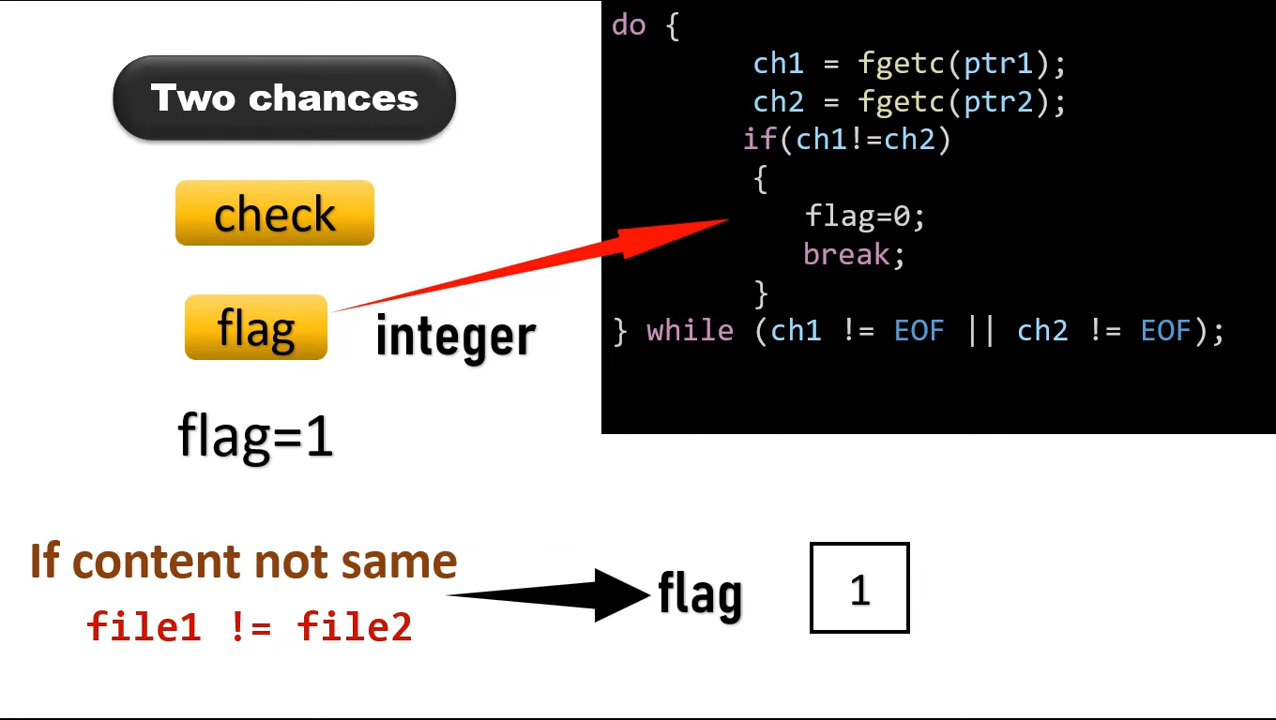 Two chances
check
flag
integer
flag=1
do {
ch1 = fgetc(ptr1);
ch2 = fgetc(ptr2);
if(ch1!=ch2)
{
flag=0;
break;
}
} while (ch1 != EOF || ch2 != EOF);
If content not same
file1 != file2
flag
1